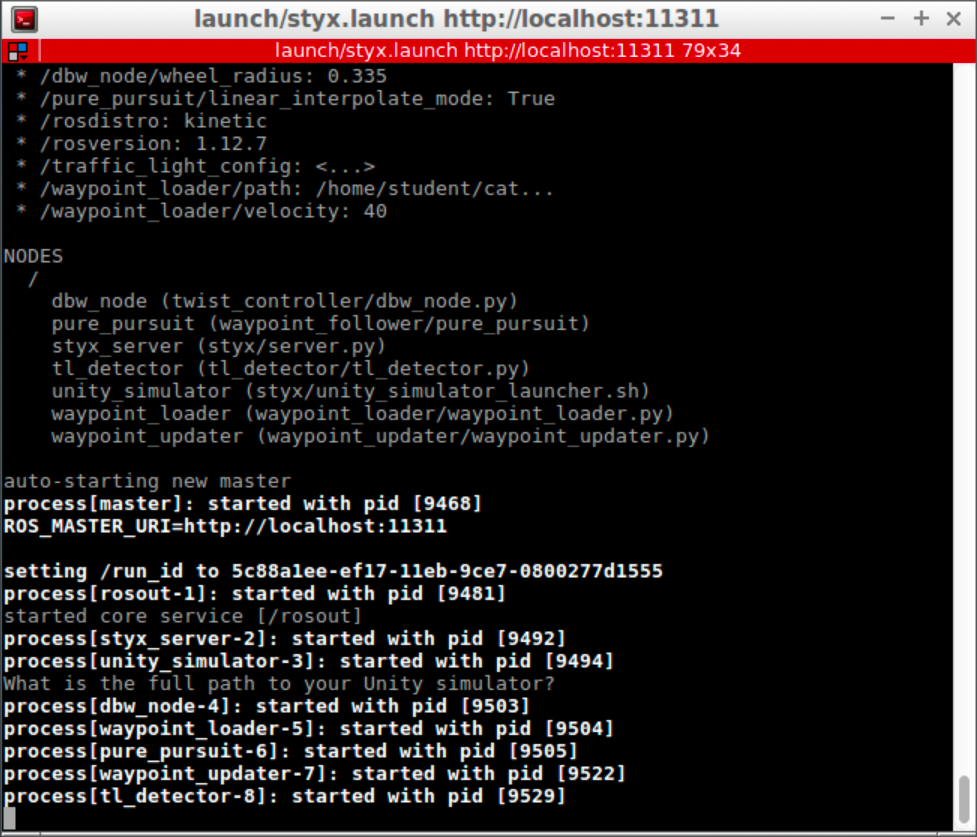 launch/styx.launch http://localhost:11311
launch/styx.launch http://localhost:11311 79x34
* /dbw_node/wheel_radius: 0.335
* /pure_pursuit/linear_interpolate_mode: True
* /rosdistro: kinetic
* /rosversion: 1.12.7
* /traffic_light_config: <...>
* /waypoint_loader/path: /home/student/cat...
* /waypoint_loader/velocity: 40
NODES
/
dbw_node (twist_controller/dbw_node.py)
pure_pursuit (waypoint_follower/pure_pursuit)
styx_server (styx/server.py)
tl_detector (tl_detector/tl_detector.py)
unity_simulator (styx/unity_simulator_launcher.sh)
waypoint_loader (waypoint_loader/waypoint_loader.py)
waypoint_updater (waypoint_updater/waypoint_updater.py)
auto-starting new master
process[master]: started with pid [9468]
ROS_MASTER_URI=http://localhost:11311
setting /run_id to 5c88a1ee-ef17-11eb-9ce7-0800277d1555
process[rosout-1]: started with pid [9481]
started core service [/rosout]
process[styx_server-2]: started with pid [9492]
process[unity_simulator-3]: started with pid [9494]
What is the full path to your Unity simulator?
process[dbw_node-4]: started with pid [9503]
process[waypoint_loader-5]: started with pid [9504]
process[pure_pursuit-6]: started with pid [9505]
process[waypoint_updater-7]: started with pid [9522]
process[tl_detector-8]: started with pid [9529]